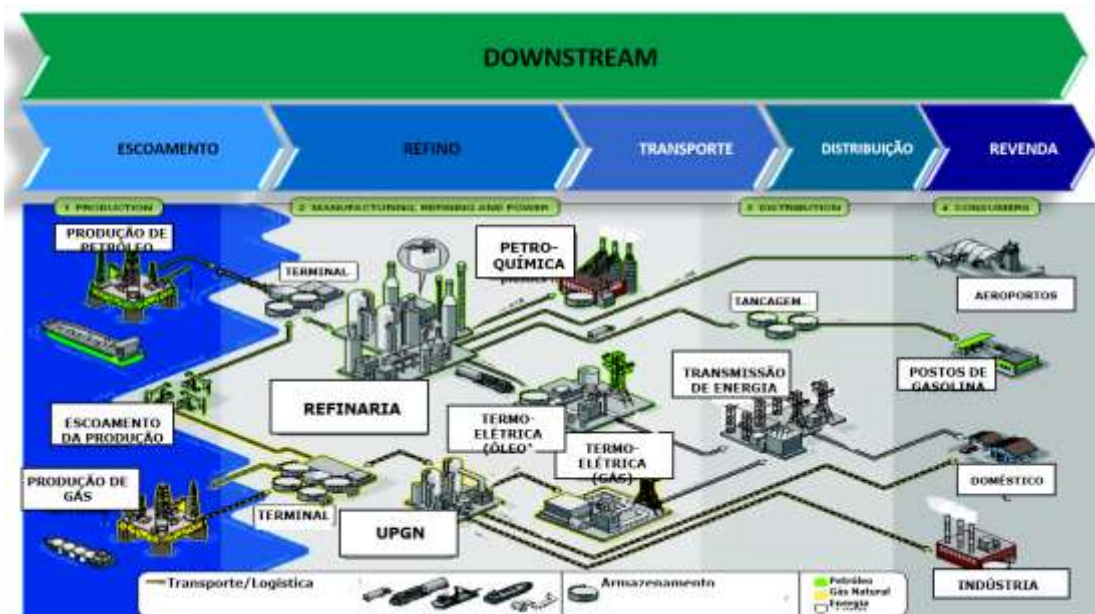 DOWNSTREAM
ESCOAMENTO
REFINO
TRANSPORTE
DISTRIBUIÇÃO
REVENDA
1 PRODUCTION
2 MANUFACTURING, REFINING AND POWER
3 DISTRIBUTION
4 CONSUMERS
PRODUÇÃO DE
PETRÓLEO
TERMINAL
PETRO-
QUÍMICA
AEROPORTOS
TANCAGEM
REFINARIA
TRANSMISSÃO
DE ENERGIA
POSTOS DE
GASOLINA
ESCOAMENTO
DA PRODUÇÃO
TERMO-
ELÉTRICA
(ÓLEO)
TERMO-
ELÉTRICA
(GÁS)
PRODUÇÃO DE
GÁS
DOMÉSTICO
TERMINAL
UPGN
INDÚSTRIA
Transporte/Logística
Armazenamento
Petróleo
Gás Natural
Energia